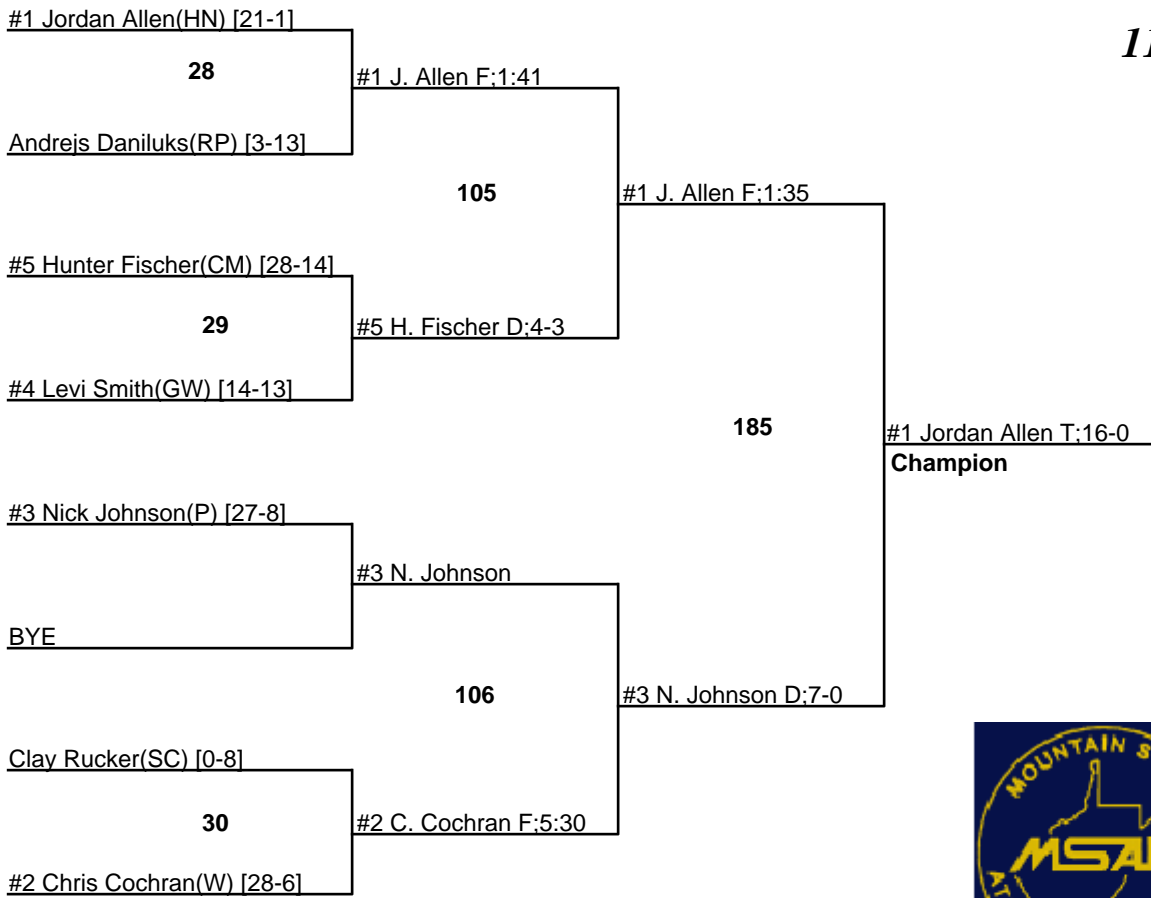 #1 Jordan Allen(HN) [21-1]
28
#1 J. Allen F;1:41
Andrejs Daniluks(RP) [3-13]
105
#1 J. Allen F;1:35
#5 Hunter Fischer(CM) [28-14]
29
#5 H. Fischer D;4-3
#4 Levi Smith(GW) [14-13]
185
#1 Jordan Allen T;16-0
Champion
#3 Nick Johnson(P) [27-8]
#3 N. Johnson
BYE
106
#3 N. Johnson D;7-0
Clay Rucker(SC) [0-8]
30
#2 C. Cochran F;5:30
#2 Chris Cochran(W) [28-6]
MOUNTAIN